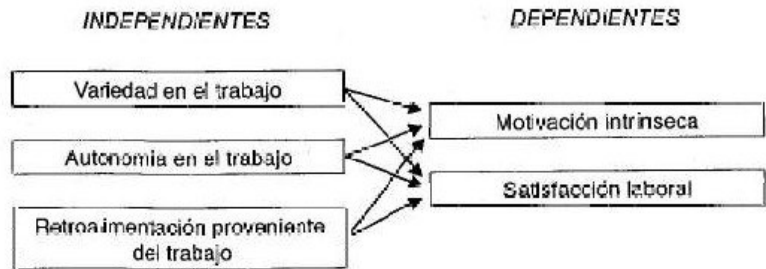 INDEPENDIENTES
DEPENDIENTES
Variedad en el trabajo
Autonomía en el trabajo
Retroalimentación proveniente
del trabajo
Motivación intrínseca
Satisfacción laboral